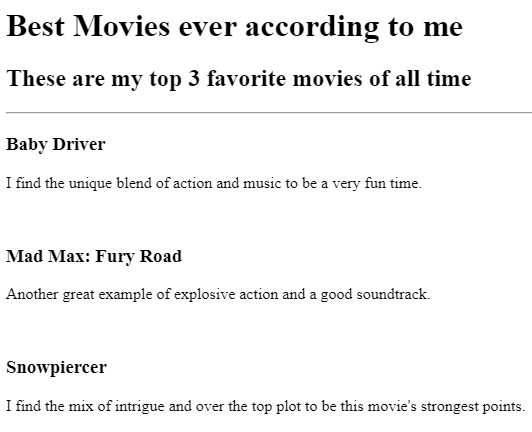 Best Movies ever according to me
These are my top 3 favorite movies of all time
Baby Driver
I find the unique blend of action and music to be a very fun time.
Mad Max: Fury Road
Another great example of explosive action and a good soundtrack.
Snowpiercer
I find the mix of intrigue and over the top plot to be this movie's strongest points.